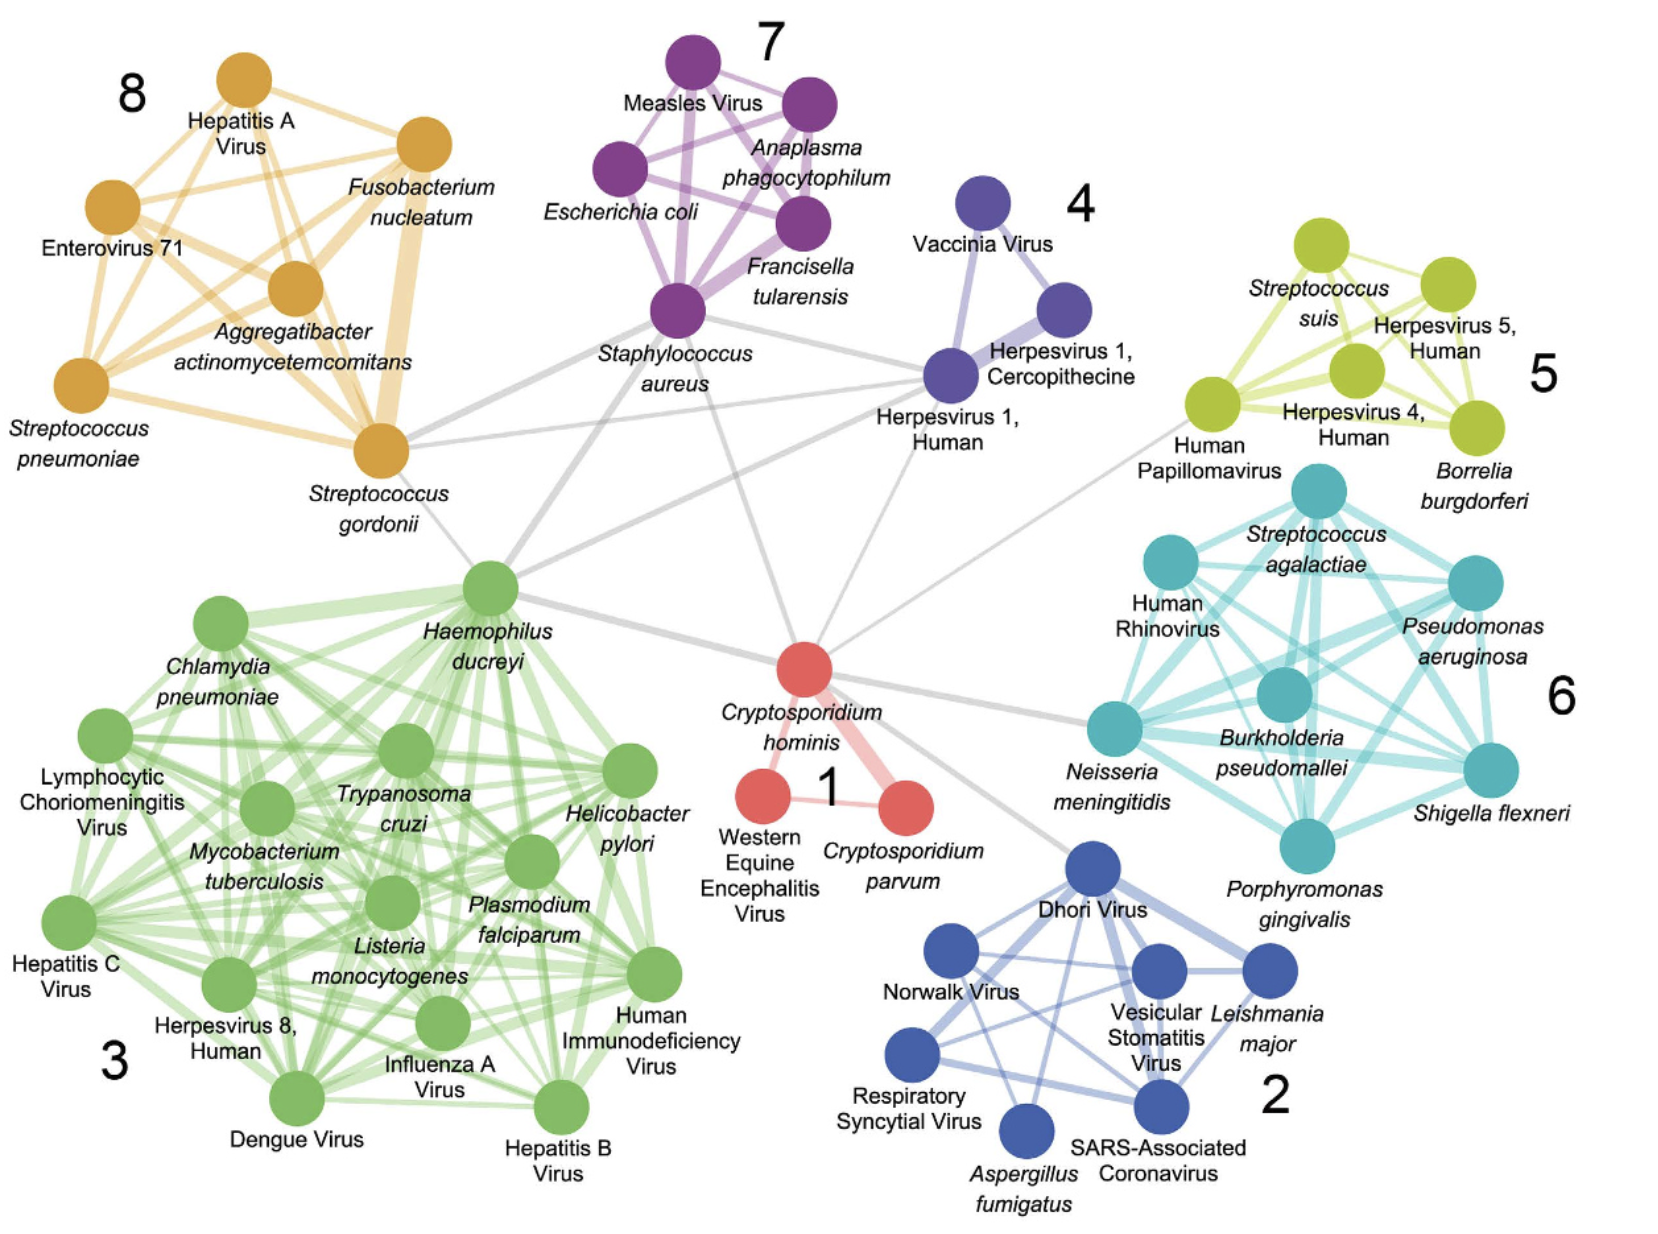 8
Hepatitis A
Virus
Fusobacterium
nucleatum
Enterovirus 71
Aggregatibacter
actinomycetemcomitans
Streptococcus
pneumoniae
Streptococcus
gordonii
7
Measles Virus
Anaplasma
phagocytophilum
Escherichia coli
Francisella
tularensis
Staphylococcus
aureus
4
Vaccinia Virus
Herpesvirus 1,
Cercopithecine
Herpesvirus 1,
Human
5
Streptococcus
suis
Herpesvirus 5,
Human
Herpesvirus 4,
Human
Human
Papillomavirus
Borrelia
burgdorferi
6
Streptococcus
agalactiae
Human
Rhinovirus
Pseudomonas
aeruginosa
Burkholderia
pseudomallei
Neisseria
meningitidis
Shigella flexneri
Porphyromonas
gingivalis
3
Haemophilus
ducreyi
Chlamydia
pneumoniae
Lymphocytic
Choriomeningitis
Virus
Trypanosoma
cruzi
Helicobacter
pylori
Mycobacterium
tuberculosis
Plasmodium
falciparum
Listeria
monocytogenes
Hepatitis C
Virus
Herpesvirus 8,
Human
Influenza A
Virus
Human
Immunodeficiency
Virus
Dengue Virus
Hepatitis B
Virus
1
Cryptosporidium
hominis
Western
Equine
Encephalitis
Virus
Cryptosporidium
parvum
2
Dhori Virus
Norwalk Virus
Vesicular
Stomatitis
Virus
Leishmania
major
Respiratory
Syncytial Virus
Aspergillus
fumigatus
SARS-Associated
Coronavirus